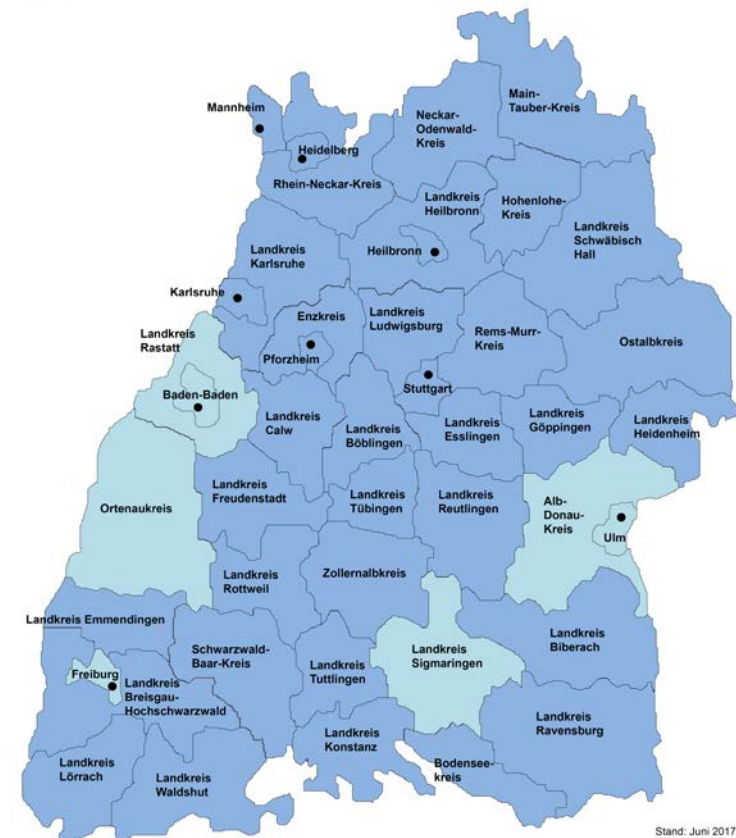 Main-
Tauber-Kreis
Mannheim
Neckar-
Odenwald-
Kreis
Heidelberg
Rhein-Neckar-Kreis
Landkreis
Heilbronn
Hohenlohe-
Kreis
Landkreis
Schwäbisch
Hall
Landkreis
Karlsruhe
Heilbronn
Karlsruhe
Enzkreis
Landkreis
Ludwigsburg
Rems-Murr-
Kreis
Ostalbkreis
Landkreis
Rastatt
Pforzheim
Stuttgart
Baden-Baden
Landkreis
Calw
Landkreis
Böblingen
Landkreis
Esslingen
Landkreis
Göppingen
Landkreis
Heidenheim
Ortenaukreis
Landkreis
Freudenstadt
Landkreis
Tübingen
Landkreis
Reutlingen
Alb-
Donau-
Kreis
Ulm
Landkreis
Rottweil
Zollernalbkreis
Landkreis Emmendingen
Schwarzwald-
Baar-Kreis
Landkreis
Tuttlingen
Landkreis
Sigmaringen
Landkreis
Biberach
Freiburg
Landkreis
Breisgau-
Hochschwarzwald
Landkreis
Konstanz
Landkreis
Ravensburg
Landkreis
Lörrach
Landkreis
Waldshut
Bodensee-
kreis
Stand: Juni 2017